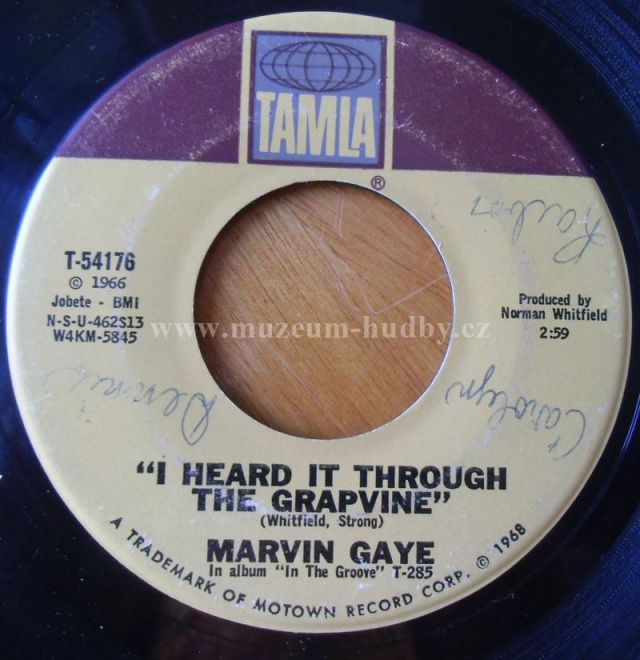 TAMLA
®
T-54176
© 1966
Jobete - BMI
N-S-U-462S13
W4KM-5845
Produced by
Norman Whitfield
2:59
www.muzeum-hudby.cz
Carolyn
"I HEARD IT THROUGH
THE GRAPVINE"
(Whitfield, Strong)
MARVIN GAYE
In album "In The Groove" T-285
A TRADEMARK OF MOTOWN RECORD CORP. © 1968